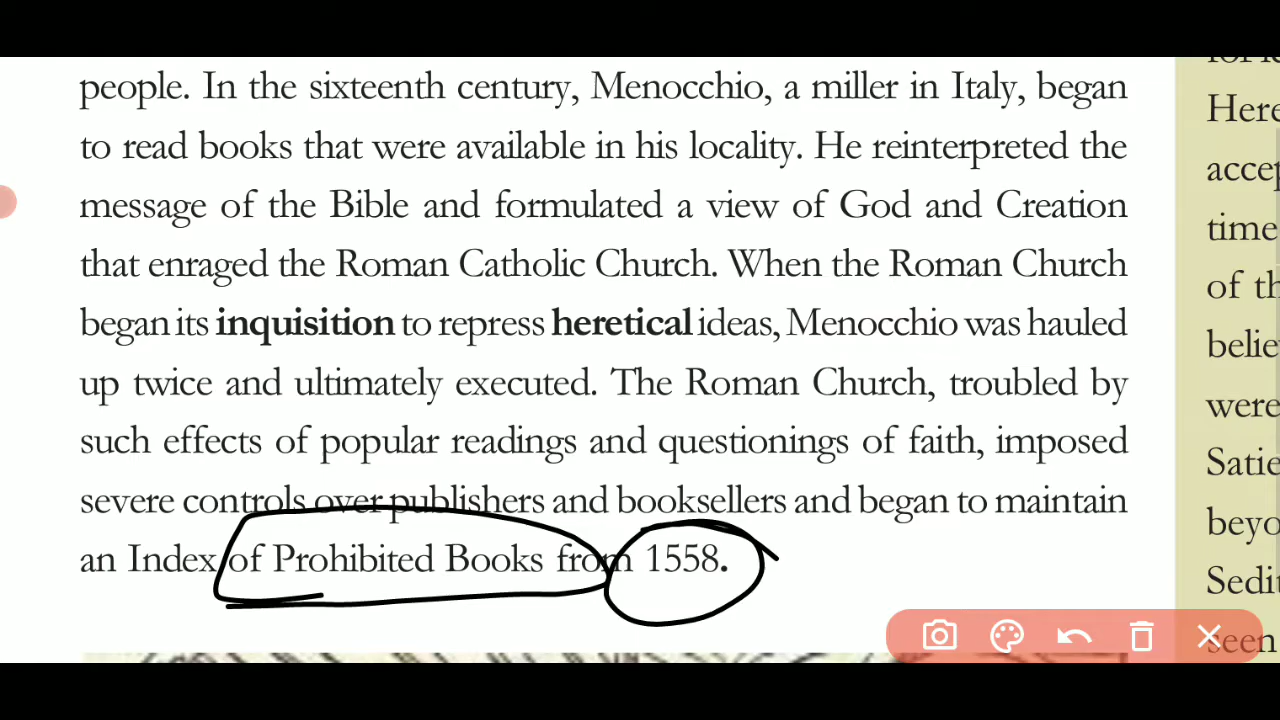 people. In the sixteenth century, Menocchio, a miller in Italy, began
to read books that were available in his locality. He reinterpreted the
message of the Bible and formulated a view of God and Creation
that enraged the Roman Catholic Church. When the Roman Church
began its inquisition to repress heretical ideas, Menocchio was hauled
up twice and ultimately executed. The Roman Church, troubled by
such effects of popular readings and questionings of faith, imposed
severe controls over publishers and booksellers and began to maintain
an Index of Prohibited Books from 1558.
Here
accep
time
of th
belie
were
Satie
beyo
Sedit
seen